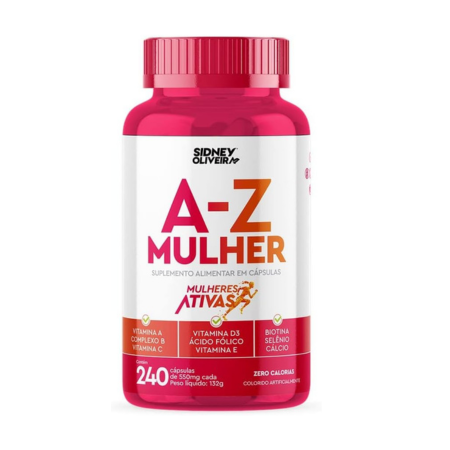 SIDNEY
OLIVEIRA
A-Z
MULHER
SUPLEMENTO ALIMENTAR EM CÁPSULAS
MULHERES
ATIVAS
VITAMINA A
COMPLEXO B
VITAMINA C
VITAMINA D3
ÁCIDO FÓLICO
VITAMINA E
BIOTINA
SELÊNIO
CÁLCIO
Contém
240 cápsulas
de 550mg cada
Peso líquido: 132g
ZERO CALORIAS
COLORIDO ARTIFICIALMENTE